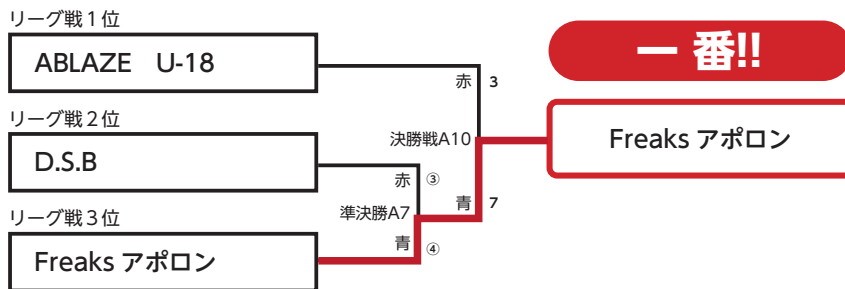 リーグ戦1位
ABLAZE　U-18
リーグ戦2位
D.S.B
リーグ戦3位
Freaks アポロン
赤 3
決勝戦A10
青 7
赤 ③
準決勝A7
青 ④
一番!!
Freaks アポロン